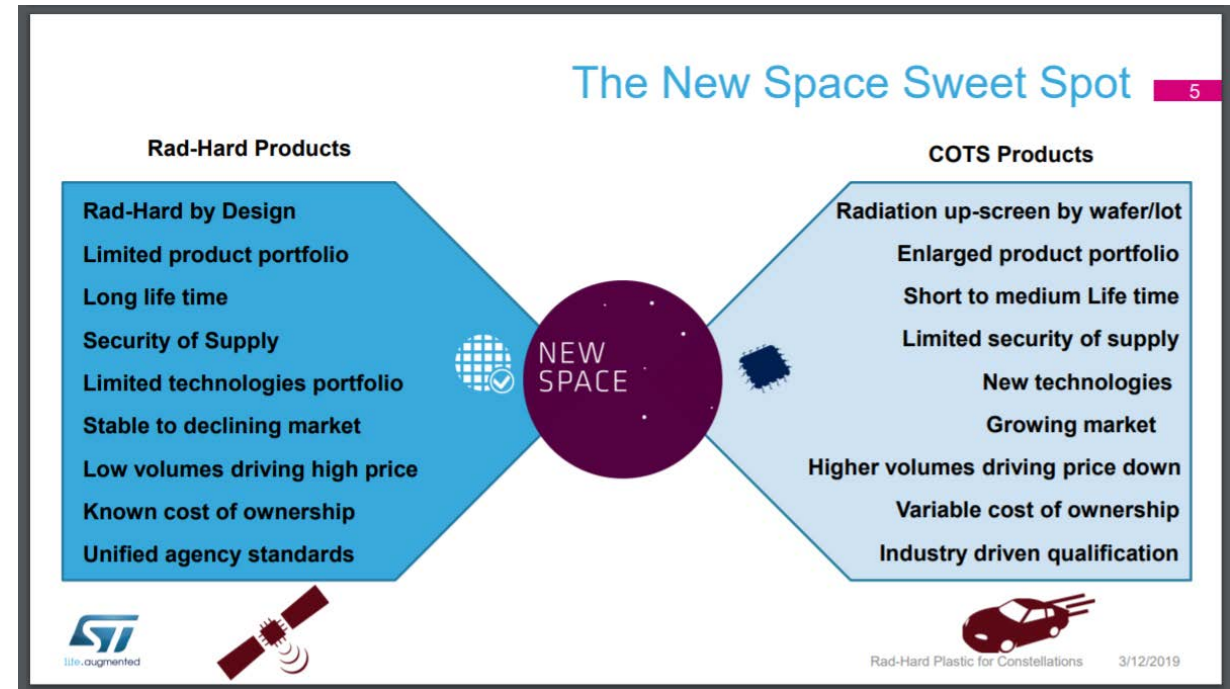 The New Space Sweet Spot
5
Rad-Hard Products
Rad-Hard by Design
Limited product portfolio
Long life time
Security of Supply
Limited technologies portfolio
Stable to declining market
Low volumes driving high price
Known cost of ownership
Unified agency standards
NEW
SPACE
COTS Products
Radiation up-screen by wafer/lot
Enlarged product portfolio
Short to medium Life time
Limited security of supply
New technologies
Growing market
Higher volumes driving price down
Variable cost of ownership
Industry driven qualification
ST
life.augmented
Rad-Hard Plastic for Constellations 3/12/2019